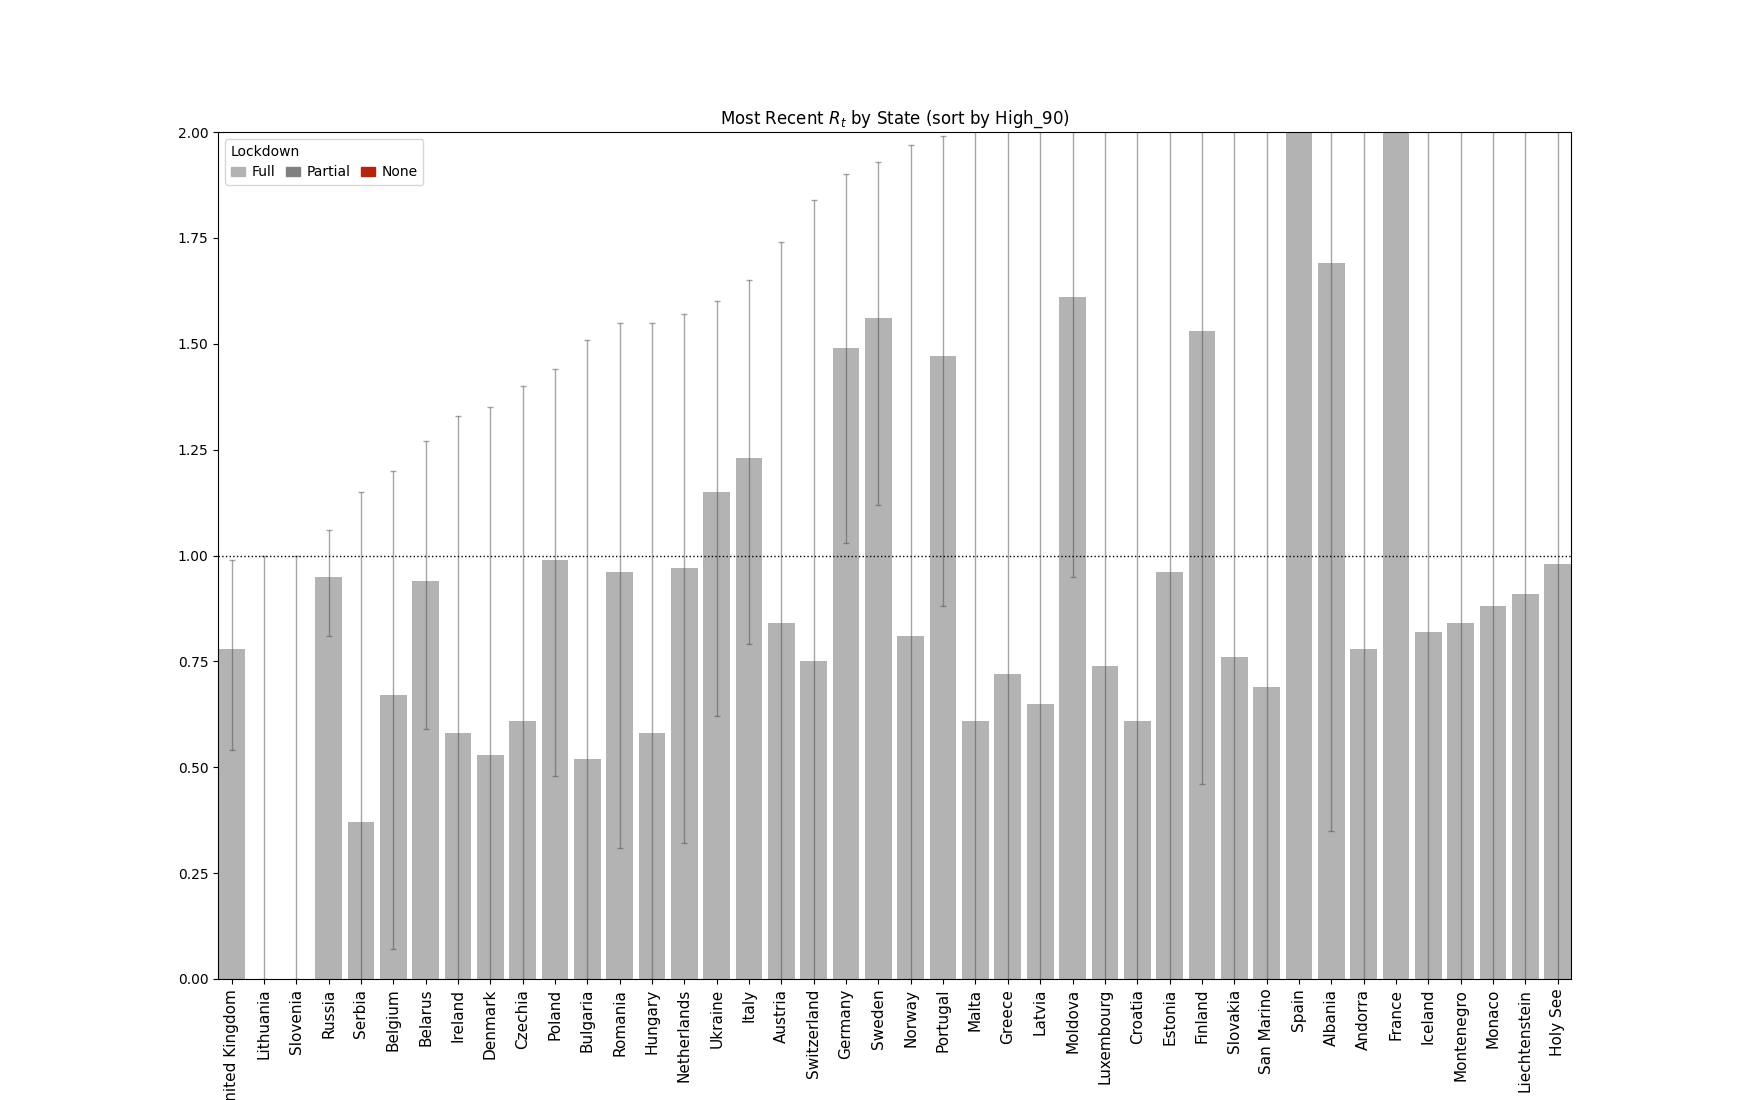 Most Recent R_t by State (sort by High_90)
Lockdown
Full Partial None
2.00
1.75
1.50
1.25
1.00
0.75
0.50
0.25
0.00
nited Kingdom
Lithuania
Slovenia
Russia
Serbia
Belgium
Belarus
Ireland
Denmark
Czechia
Poland
Bulgaria
Romania
Hungary
Netherlands
Ukraine
Italy
Austria
Switzerland
Germany
Sweden
Norway
Portugal
Malta
Greece
Latvia
Moldova
Luxembourg
Croatia
Estonia
Finland
Slovakia
San Marino
Spain
Albania
Andorra
France
Iceland
Montenegro
Monaco
Liechtenstein
Holy See